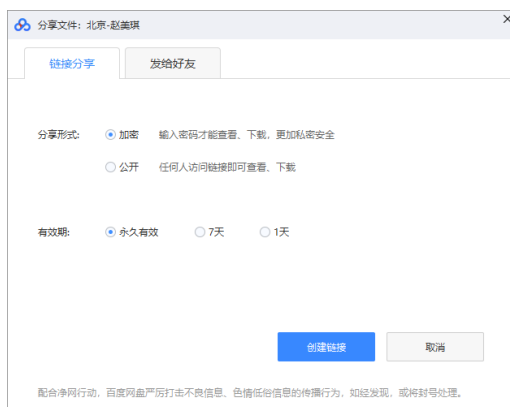 分享文件：北京-赵美琪
链接分享 发给好友
分享形式: 加密 输入密码才能查看、下载，更加私密安全
公开 任何人访问链接即可查看、下载
有效期: 永久有效 7天 1天
创建链接 取消
配合净网行动，百度网盘严厉打击不良信息、色情低俗信息的传播行为，如经发现，或将封号处理。